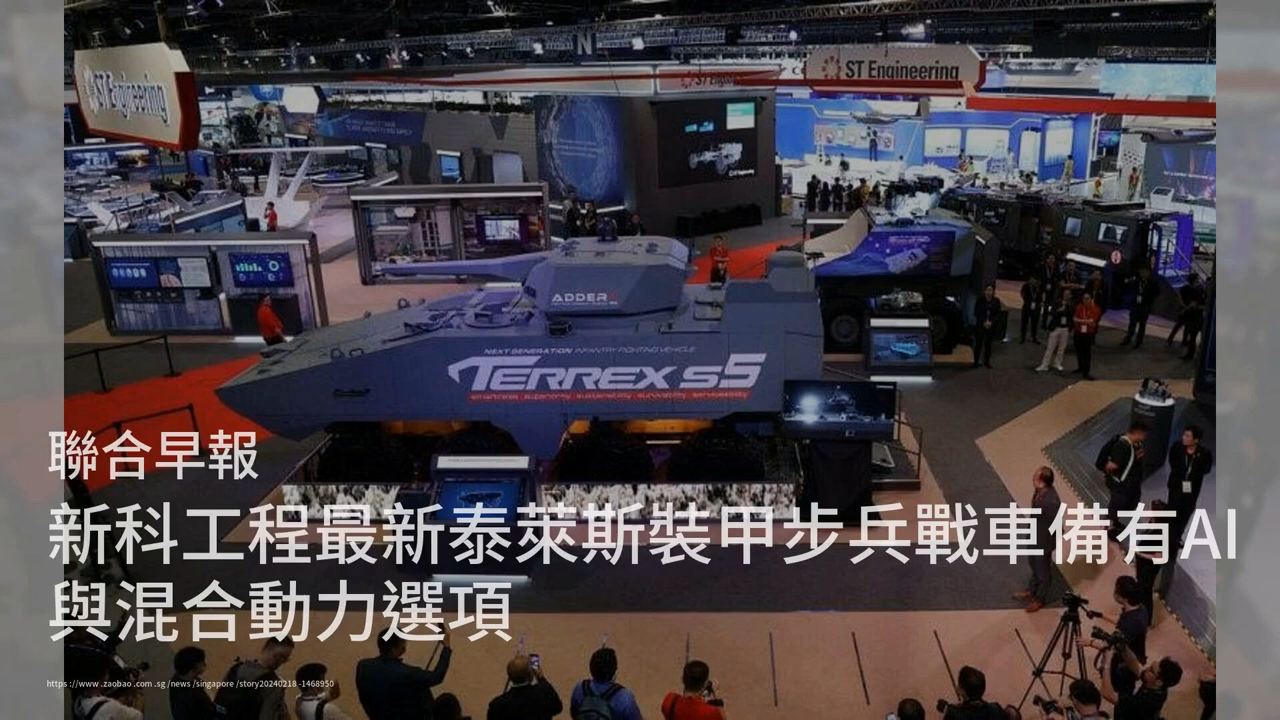 ST Engineering
ST Engineering
ADDER
NEXT GENERATION INFANTRY FIGHTING VEHICLE
TERREX s5
聯合早報
新科工程最新泰萊斯裝甲步兵戰車備有AI
與混合動力選項
https://www.zaobao.com.sg/news/singapore/story20240218-1468950